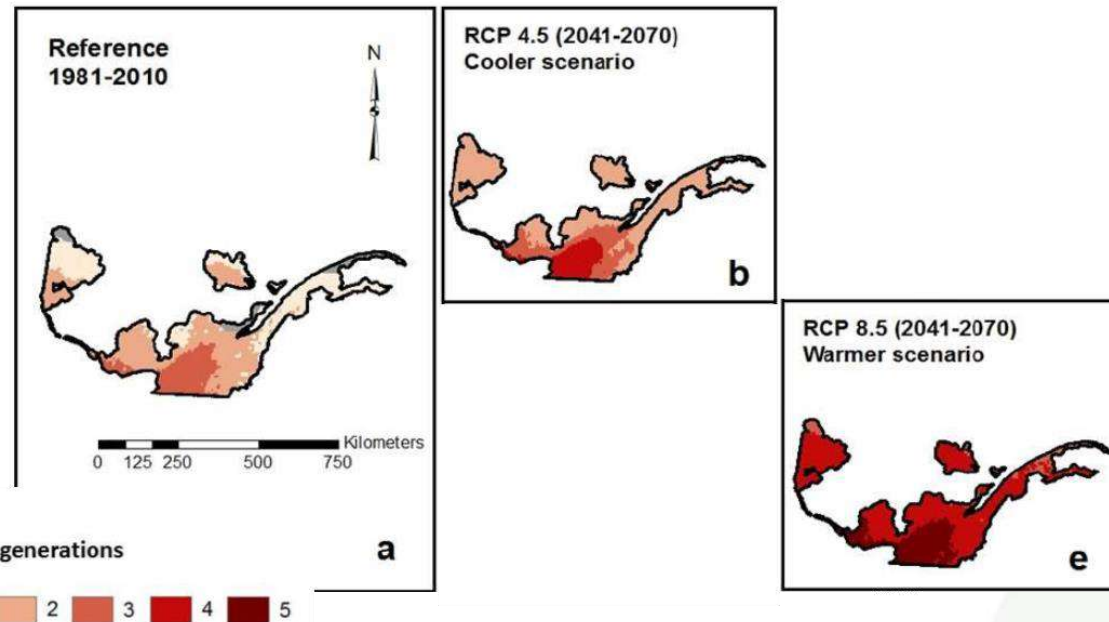 Reference
1981-2010
N
Kilometers
0 125 250 500 750
a
generations
2 3 4 5
RCP 4.5 (2041-2070)
Cooler scenario
b
RCP 8.5 (2041-2070)
Warmer scenario
e